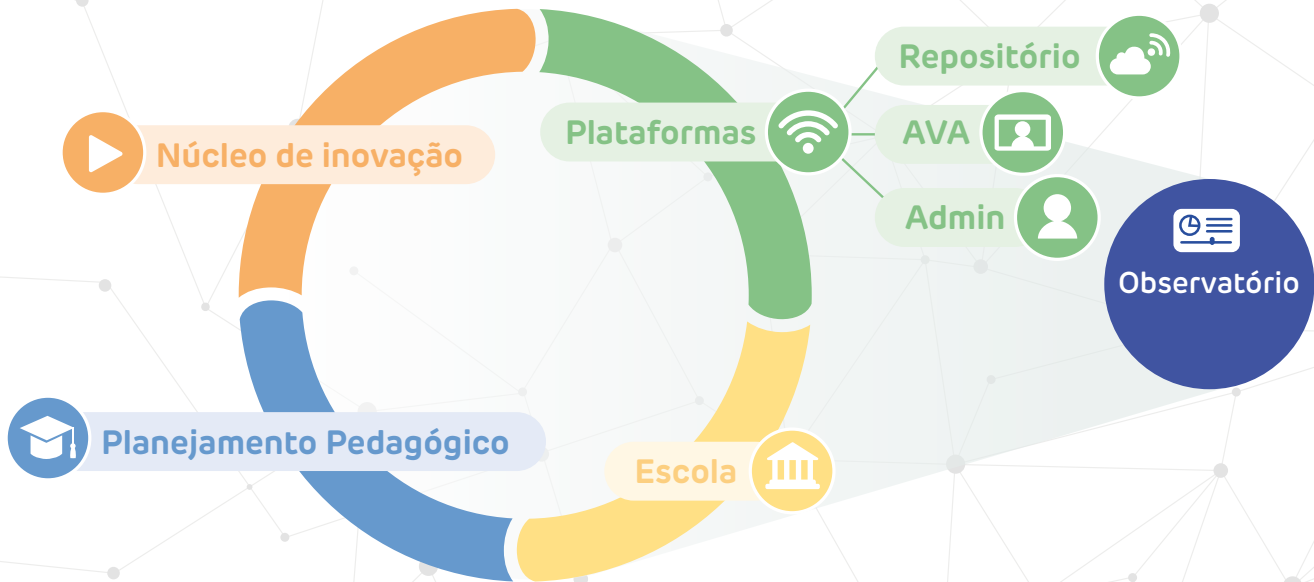 Núcleo de inovação
Plataformas
Repositório
AVA
Admin
Observatório
Planejamento Pedagógico
Escola